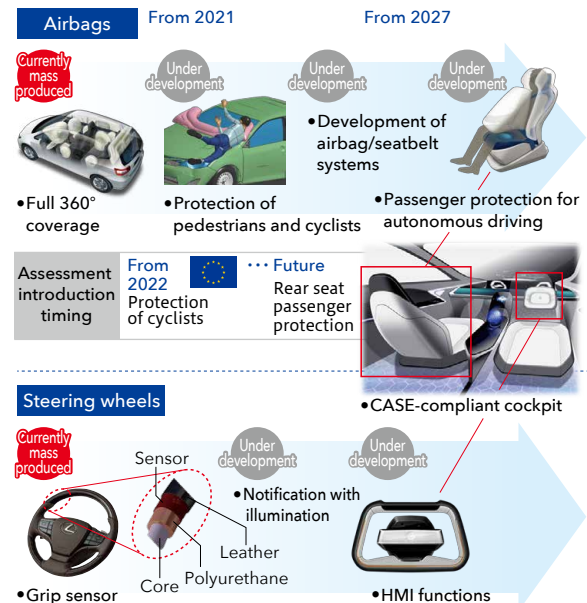 Airbags
From 2021
From 2027
Currently
mass
produced
Under
development
Under
development
Under
development
•Full 360°
coverage
•Protection of
pedestrians and cyclists
•Development of
airbag/seatbelt
systems
•Passenger protection for
autonomous driving
Assessment
introduction
timing
From
2022
Protection
of cyclists
··· Future
Rear seat
passenger
protection
•CASE-compliant cockpit
Steering wheels
Currently
mass
produced
Under
development
Under
development
Sensor
Leather
Polyurethane
Core
•Grip sensor
•Notification with
illumination
•HMI functions